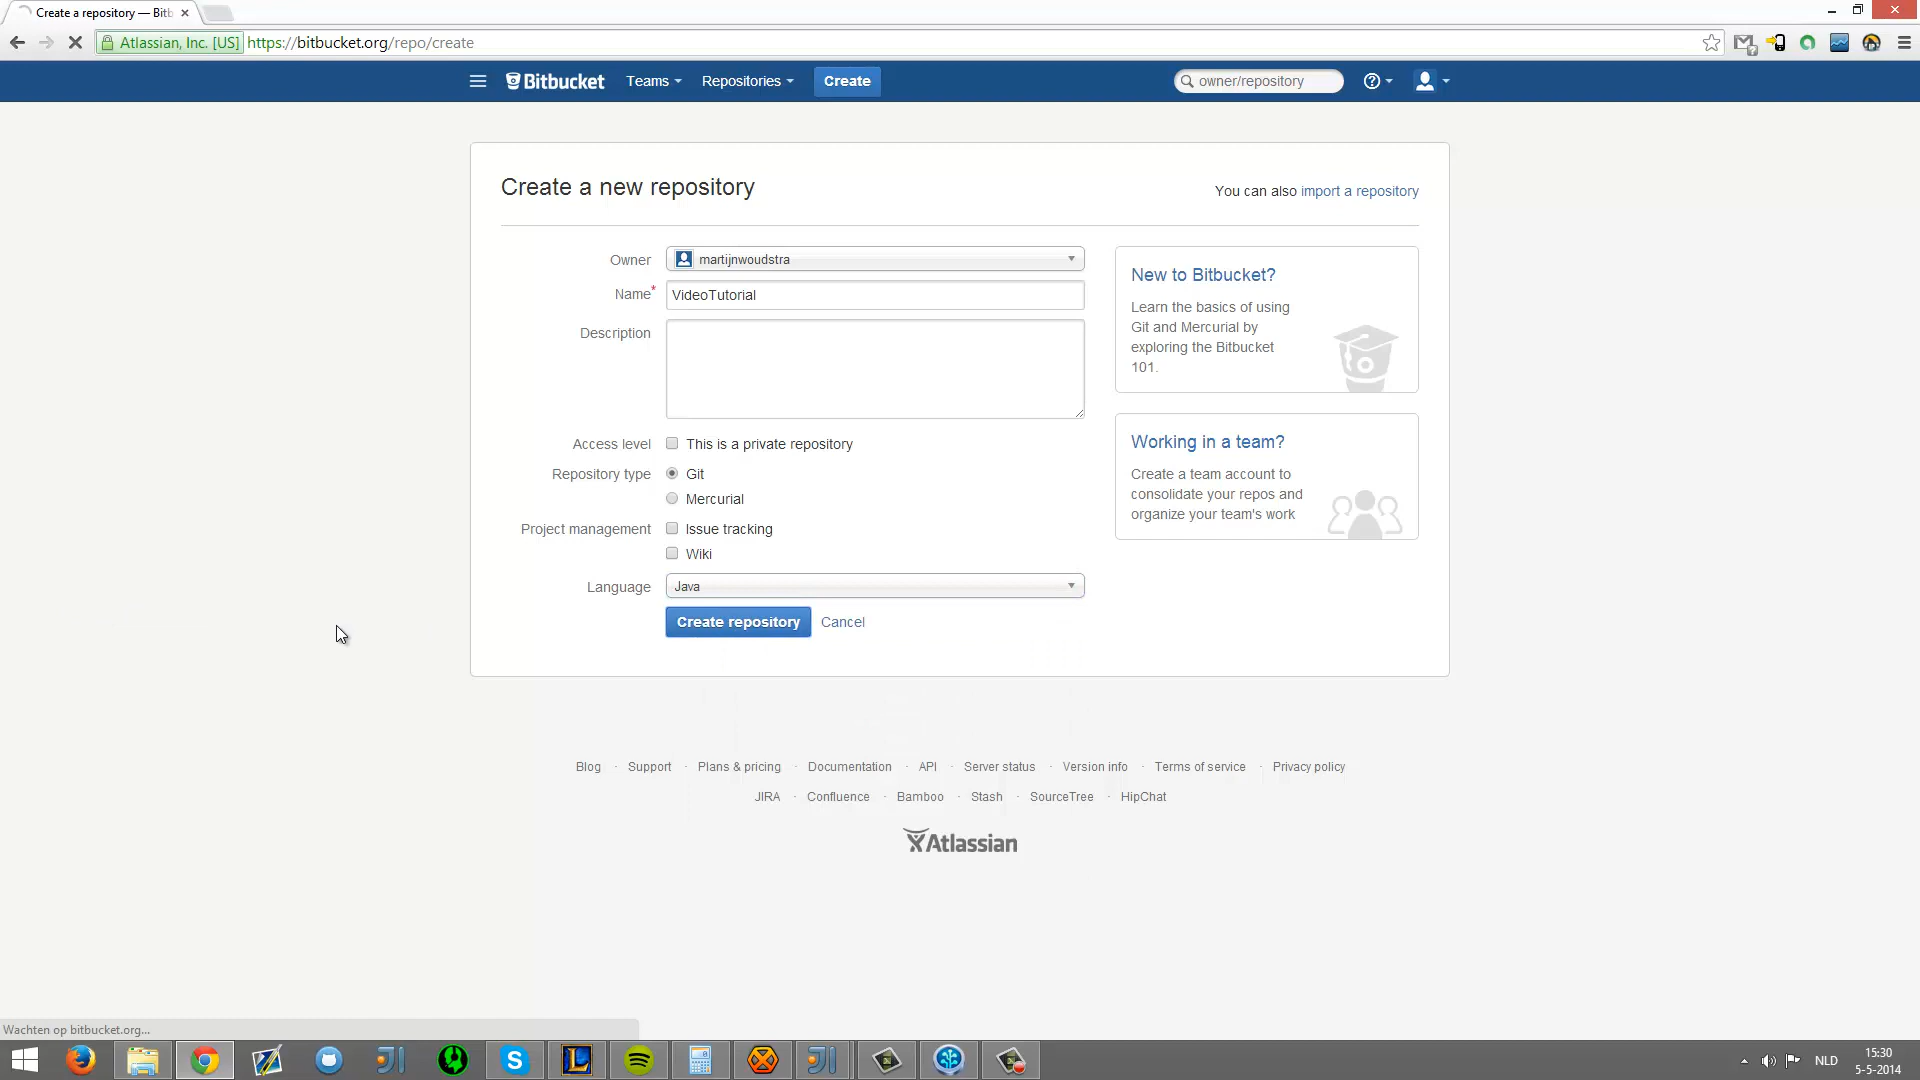 Create a repository — Bitb
Atlassian, Inc. [US] https://bitbucket.org/repo/create
Bitbucket Teams Repositories Create owner/repository
Create a new repository
You can also import a repository
Owner martijnwoudstra
Name* VideoTutorial
Description
Access level This is a private repository
Repository type Git
Mercurial
Project management Issue tracking
Wiki
Language Java
Create repository Cancel
New to Bitbucket?
Learn the basics of using
Git and Mercurial by
exploring the Bitbucket
101.
Working in a team?
Create a team account to
consolidate your repos and
organize your team's work
Blog · Support · Plans & pricing · Documentation · API · Server status · Version info · Terms of service · Privacy policy
JIRA · Confluence · Bamboo · Stash · SourceTree · HipChat
Atlassian
Wachten op bitbucket.org...
NLD
15:30
5-5-2014